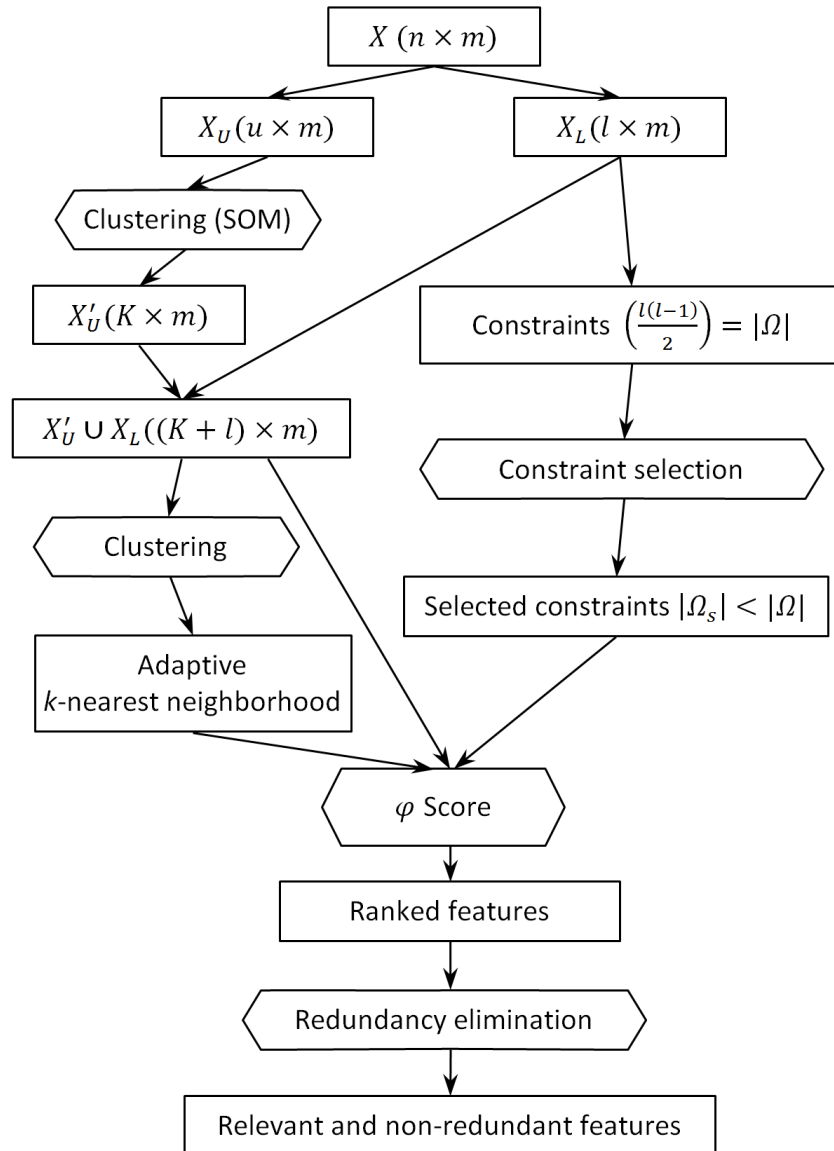 X (n × m)
X_U(u × m)
X_L(l × m)
Clustering (SOM)
X'_U(K × m)
Constraints (l(l−1)/2) = |Ω|
X'_U ∪ X_L((K + l) × m)
Constraint selection
Clustering
Selected constraints |Ω_s| < |Ω|
Adaptive
k-nearest neighborhood
φ Score
Ranked features
Redundancy elimination
Relevant and non-redundant features